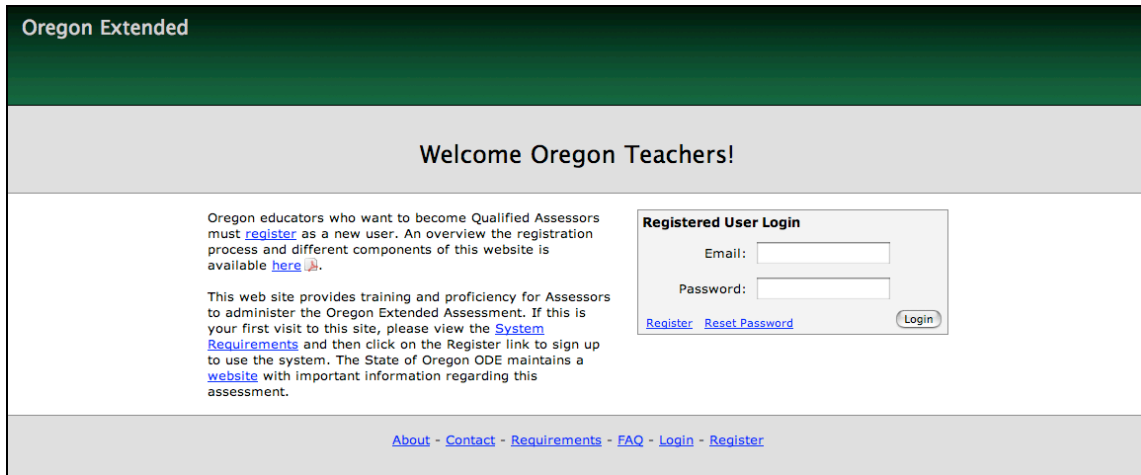 Oregon Extended
Welcome Oregon Teachers!
Oregon educators who want to become Qualified Assessors
must register as a new user. An overview the registration
process and different components of this website is
available here.
This web site provides training and proficiency for Assessors
to administer the Oregon Extended Assessment. If this is
your first visit to this site, please view the System
Requirements and then click on the Register link to sign up
to use the system. The State of Oregon ODE maintains a
website with important information regarding this
assessment.
Registered User Login
Email:
Password:
Register Reset Password Login
About - Contact - Requirements - FAQ - Login - Register